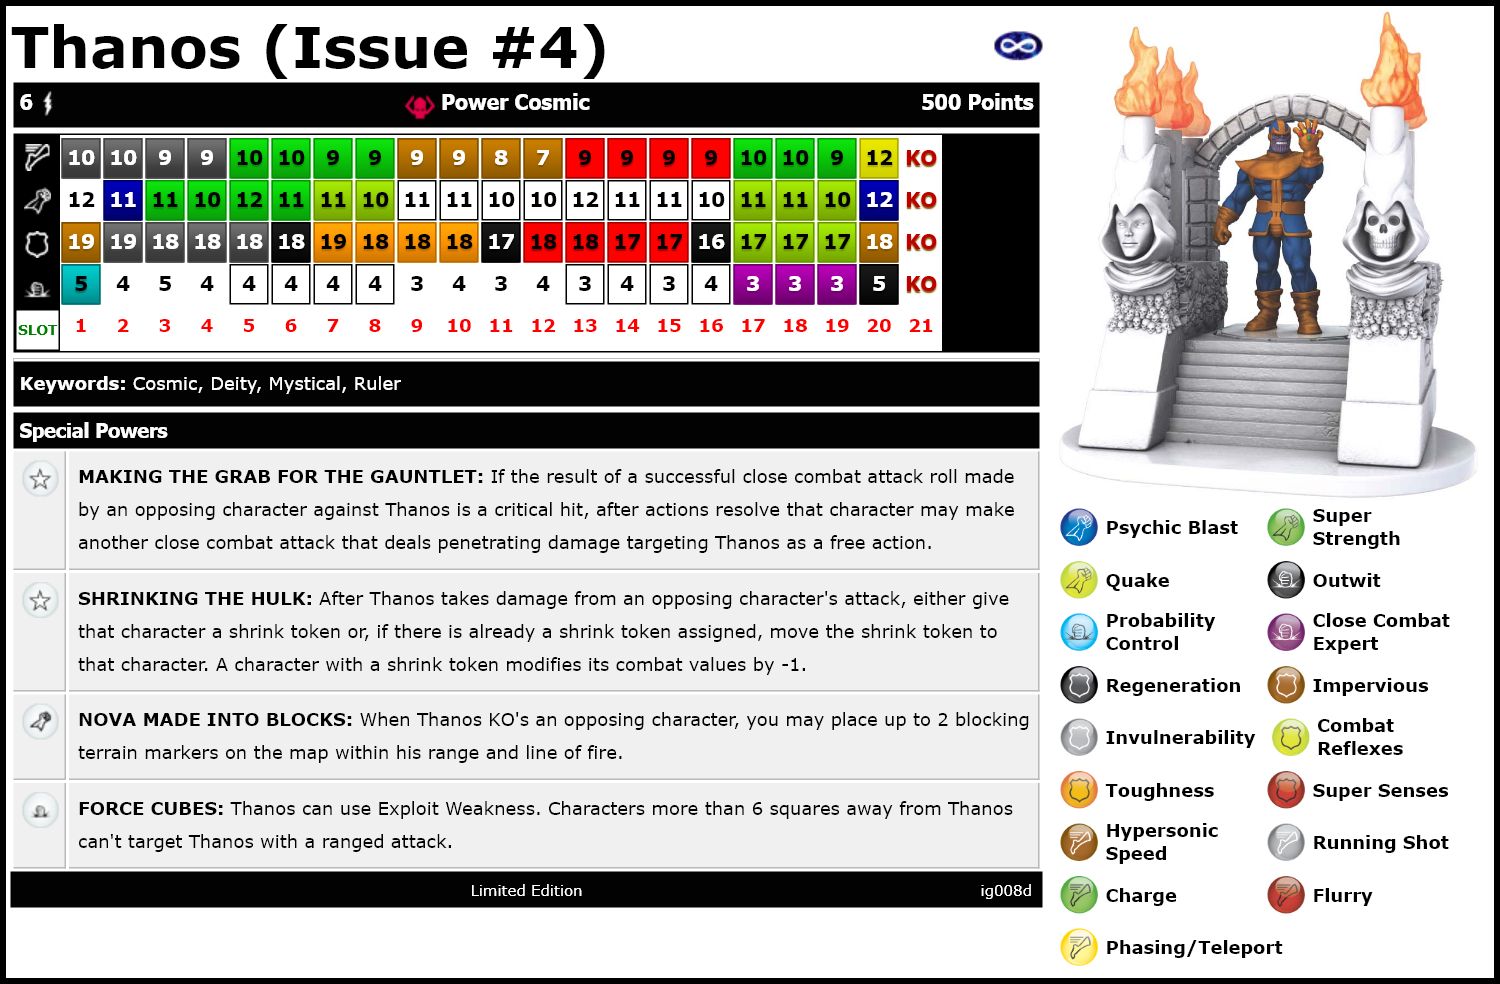 Thanos (Issue #4)
6 Power Cosmic 500 Points
10 10 9 9 10 10 9 9 9 9 8 7 9 9 9 9 10 10 9 12 KO
12 11 11 10 12 11 11 10 11 11 10 10 12 11 11 10 11 11 10 12 KO
19 19 18 18 18 18 19 18 18 18 17 18 18 17 17 16 17 17 17 18 KO
5 4 5 4 4 4 4 4 3 4 3 4 3 4 3 4 3 3 3 5 KO
SLOT 1 2 3 4 5 6 7 8 9 10 11 12 13 14 15 16 17 18 19 20 21
Keywords: Cosmic, Deity, Mystical, Ruler
Special Powers
MAKING THE GRAB FOR THE GAUNTLET: If the result of a successful close combat attack roll made
by an opposing character against Thanos is a critical hit, after actions resolve that character may make
another close combat attack that deals penetrating damage targeting Thanos as a free action.
SHRINKING THE HULK: After Thanos takes damage from an opposing character's attack, either give
that character a shrink token or, if there is already a shrink token assigned, move the shrink token to
that character. A character with a shrink token modifies its combat values by -1.
NOVA MADE INTO BLOCKS: When Thanos KO's an opposing character, you may place up to 2 blocking
terrain markers on the map within his range and line of fire.
FORCE CUBES: Thanos can use Exploit Weakness. Characters more than 6 squares away from Thanos
can't target Thanos with a ranged attack.
Limited Edition ig008d
Psychic Blast
Super
Strength
Quake
Outwit
Probability
Control
Close Combat
Expert
Regeneration
Impervious
Invulnerability
Combat
Reflexes
Toughness
Super Senses
Hypersonic
Speed
Running Shot
Charge
Flurry
Phasing/Teleport